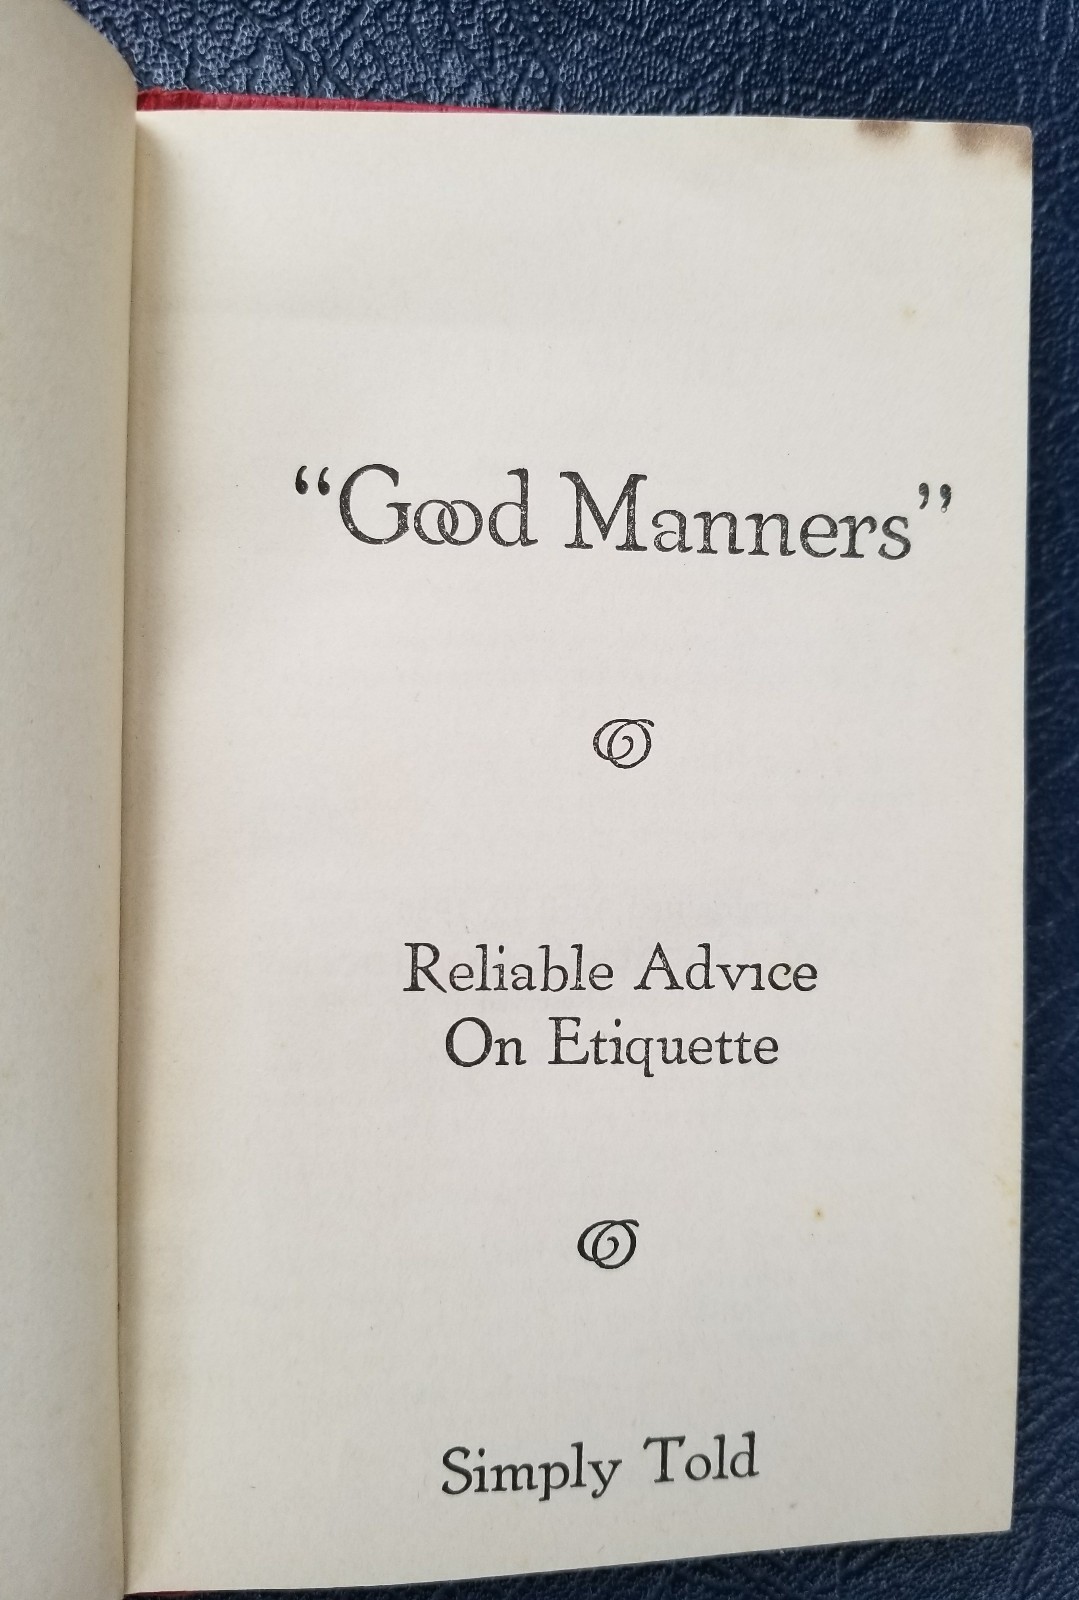 “Good Manners”
Reliable Advice
On Etiquette
Simply Told